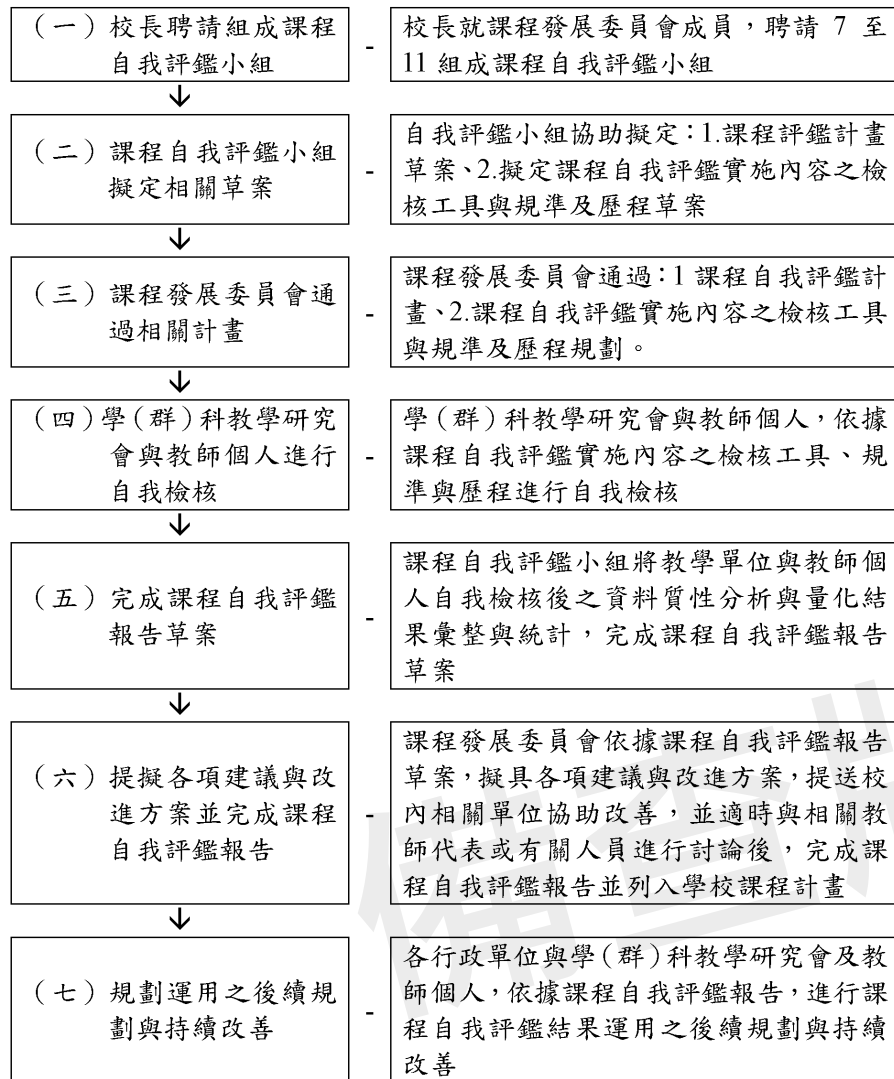 (一)校長聘請組成課程
自我評鑑小組
-
校長就課程發展委員會成員,聘請 7 至
11 組成課程自我評鑑小組
↓
(二)課程自我評鑑小組
擬定相關草案
-
自我評鑑小組協助擬定:1.課程評鑑計畫
草案、2.擬定課程自我評鑑實施內容之檢
核工具與規準及歷程草案
↓
(三)課程發展委員會通
過相關計畫
-
課程發展委員會通過:1 課程自我評鑑計
畫、2.課程自我評鑑實施內容之檢核工具
與規準及歷程規劃。
↓
(四)學(群)科教學研究
會與教師個人進行
自我檢核
-
學(群)科教學研究會與教師個人,依據
課程自我評鑑實施內容之檢核工具、規
準與歷程進行自我檢核
↓
(五)完成課程自我評鑑
報告草案
-
課程自我評鑑小組將教學單位與教師個
人自我檢核後之資料質性分析與量化結
果彙整與統計,完成課程自我評鑑報告
草案
↓
(六)提擬各項建議與改
進方案並完成課程
自我評鑑報告
-
課程發展委員會依據課程自我評鑑報告
草案,擬具各項建議與改進方案,提送校
內相關單位協助改善,並適時與相關教
師代表或有關人員進行討論後,完成課
程自我評鑑報告並列入學校課程計畫
↓
(七)規劃運用之後續規
劃與持續改善
-
各行政單位與學(群)科教學研究會及教
師個人,依據課程自我評鑑報告,進行課
程自我評鑑結果運用之後續規劃與持續
改善
備查